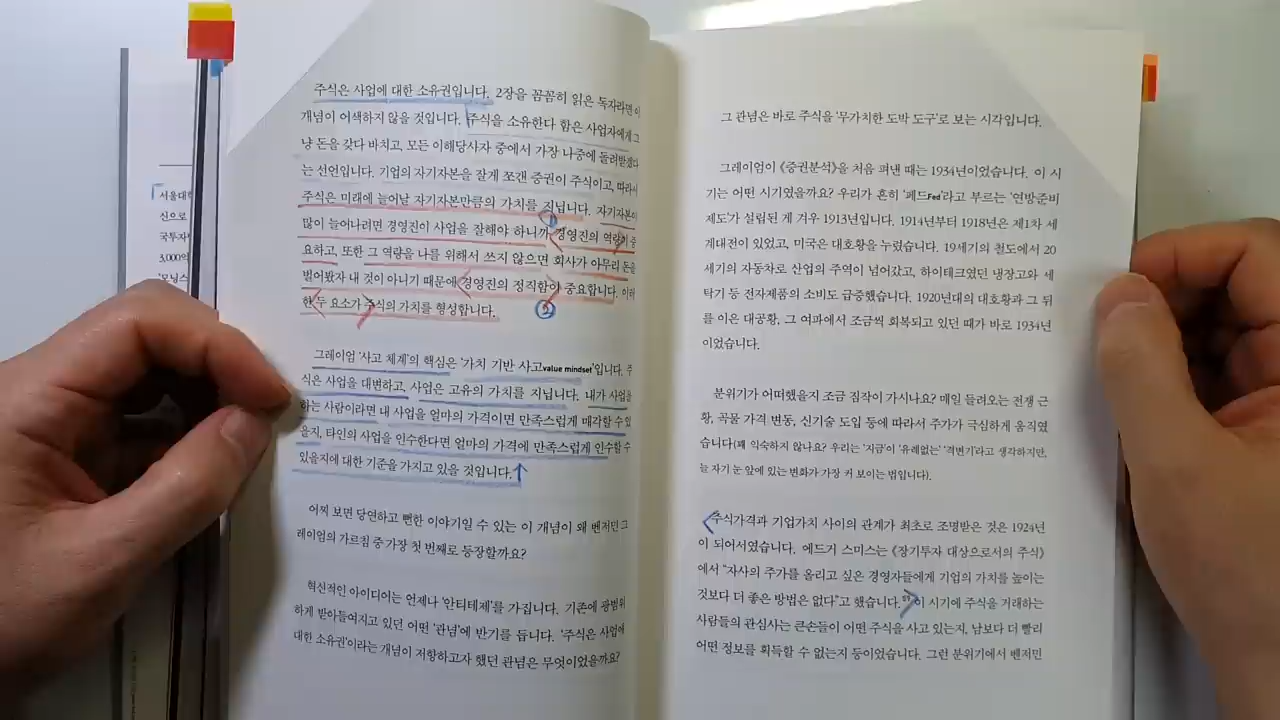 서울대학
신으로
국투자
3,000억
'모닝스
주식은 사업에 대한 소유권입니다. 2장을 꼼꼼히 읽은 독자라면 이
개념이 어색하지 않을 것입니다. 주식을 소유한다 함은 사업자에게 그
냥 돈을 갖다 바치고, 모든 이해당사자 중에서 가장 나중에 돌려받겠다
는 선언입니다. 기업의 자기자본을 잘게 쪼갠 증권이 주식이고, 따라서
주식은 미래에 늘어날 자기자본만큼의 가치를 지닙니다. 자기자본이
많이 늘어나려면 경영진이 사업을 잘해야 하니까 경영진의 역량이 중
요하고, 또한 그 역량을 나를 위해서 쓰지 않으면 회사가 아무리 돈을
벌어봤자 내 것이 아니기 때문에 경영진의 정직함이 중요합니다. 이러
한 두 요소가 주식의 가치를 형성합니다.
그레이엄 '사고 체계'의 핵심은 '가치 기반 사고value mindset'입니다. 주
식은 사업을 대변하고, 사업은 고유의 가치를 지닙니다. 내가 사업을
하는 사람이라면 내 사업을 얼마의 가격이면 만족스럽게 매각할 수 있
을지, 타인의 사업을 인수한다면 얼마의 가격에 만족스럽게 인수할 수
있을지에 대한 기준을 가지고 있을 것입니다.
어찌 보면 당연하고 뻔한 이야기일 수 있는 이 개념이 왜 벤저민 그
레이엄의 가르침 중 가장 첫 번째로 등장할까요?
혁신적인 아이디어는 언제나 '안티테제'를 가집니다. 기존에 광범위
하게 받아들여지고 있던 어떤 '관념'에 반기를 듭니다. '주식은 사업에
대한 소유권'이라는 개념이 저항하고자 했던 관념은 무엇이었을까요?
그 관념은 바로 주식을 '무가치한 도박 도구'로 보는 시각입니다.
그레이엄이 《증권분석》을 처음 펴낸 때는 1934년이었습니다. 이 시
기는 어떤 시기였을까요? 우리가 흔히 '페드Fed'라고 부르는 '연방준비
제도'가 설립된 게 겨우 1913년입니다. 1914년부터 1918년은 제1차 세
계대전이 있었고, 미국은 대호황을 누렸습니다. 19세기의 철도에서 20
세기의 자동차로 산업의 주역이 넘어갔고, 하이테크였던 냉장고와 세
탁기 등 전자제품의 소비도 급증했습니다. 1920년대의 대호황과 그 뒤
를 이은 대공황, 그 여파에서 조금씩 회복되고 있던 때가 바로 1934년
이었습니다.
분위기가 어떠했을지 조금 짐작이 가시나요? 매일 들려오는 전쟁 근
황, 곡물 가격 변동, 신기술 도입 등에 따라서 주가가 극심하게 움직였
습니다(꽤 익숙하지 않나요? 우리는 '지금'이 '유례없는' '격변기'라고 생각하지만,
늘 자기 눈 앞에 있는 변화가 가장 커 보이는 법입니다).
주식가격과 기업가치 사이의 관계가 최초로 조명받은 것은 1924년
이 되어서였습니다. 에드거 스미스는 《장기투자 대상으로서의 주식》
에서 "자사의 주가를 올리고 싶은 경영자들에게 기업의 가치를 높이는
것보다 더 좋은 방법은 없다"고 했습니다. 이 시기에 주식을 거래하는
사람들의 관심사는 큰손들이 어떤 주식을 사고 있는지, 남보다 더 빨리
어떤 정보를 획득할 수 없는지 등이었습니다. 그런 분위기에서 벤저민